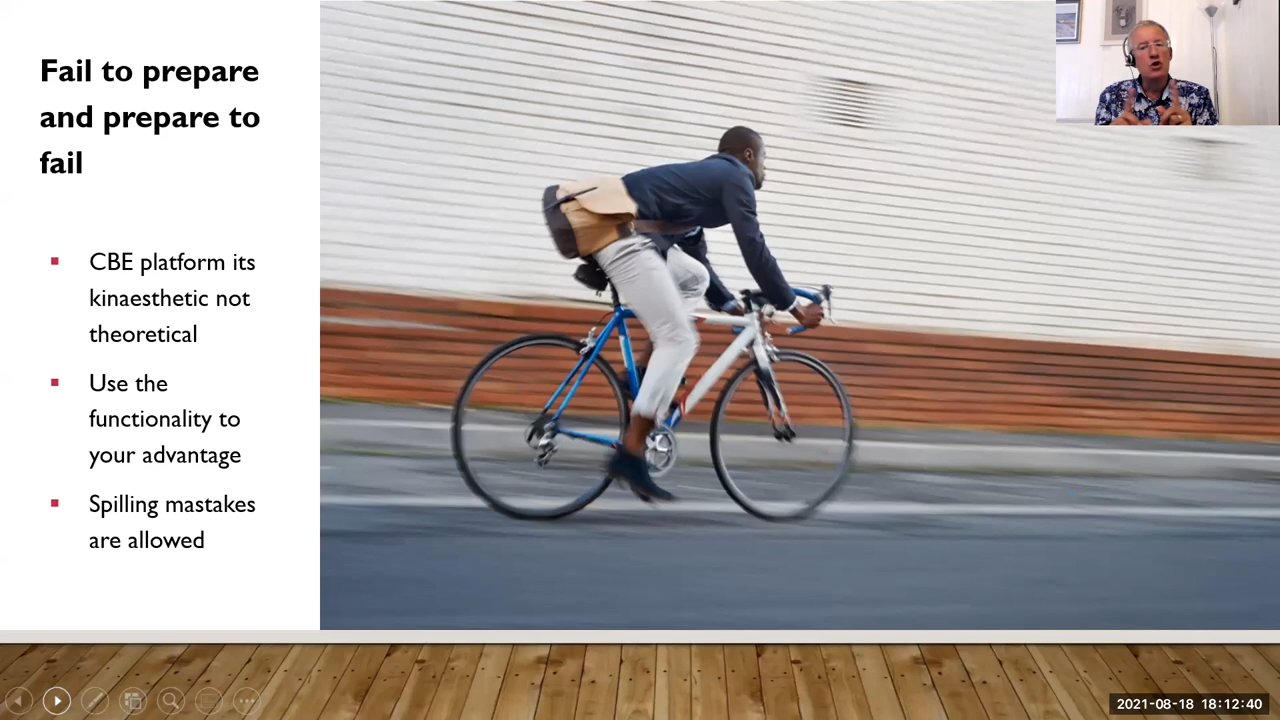 Fail to prepare
and prepare to
fail
CBE platform its
kinaesthetic not
theoretical
Use the
functionality to
your advantage
Spilling mastakes
are allowed
2021-08-18 18:12:40